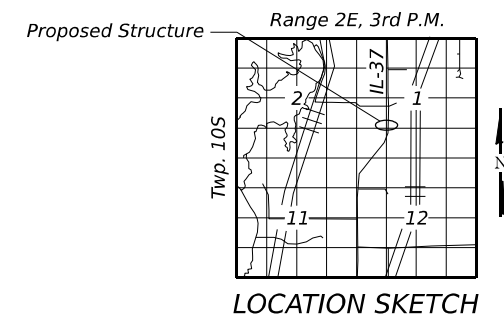 Range 2E, 3rd P.M.
Proposed Structure
IL-37
2
1
Twp. 10S
N
11
12
LOCATION SKETCH